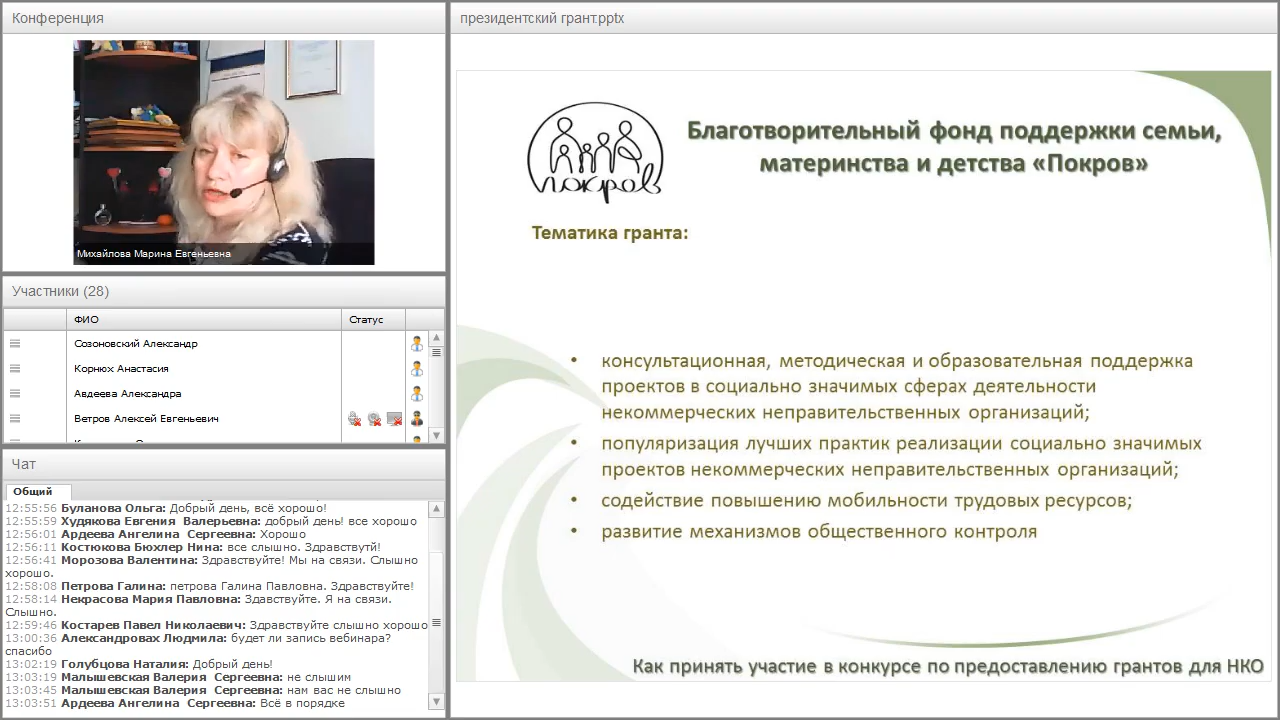 Конференция
Михайлова Марина Евгеньевна
Участники (28)
ФИО
Статус
Созоновский Александр
Корнюх Анастасия
Авдеева Александра
Ветров Алексей Евгеньевич
Чат
Общий
12:55:56 Буланова Ольга: Добрый день, всё хорошо!
12:55:59 Худякова Евгения Валерьевна: добрый день! все хорошо
12:56:01 Ардеева Ангелина Сергеевна: Хорошо
12:56:11 Костюкова Бюхлер Нина: все слышно. Здравствутй!
12:56:41 Морозова Валентина: Здравствуйте! Мы на связи. Слышно
хорошо.
12:58:08 Петрова Галина: петрова Галина Павловна. Здравствуйте!
12:58:14 Некрасова Мария Павловна: Здавствуйте. Я на связи.
Слышно.
12:59:46 Костарев Павел Николаевич: Здравствуйте слышно хорошо
13:00:36 Александровах Людмила: будет ли запись вебинара?
спасибо
13:02:19 Голубцова Наталия: Добрый день!
13:03:19 Малышевская Валерия Сергеевна: не слышим
13:03:45 Малышевская Валерия Сергеевна: нам вас не слышно
13:03:51 Ардеева Ангелина Сергеевна: Всё в порядке
президентский грант.pptx
покров
Благотворительный фонд поддержки семьи,
материнства и детства «Покров»
Тематика гранта:
• консультационная, методическая и образовательная поддержка
проектов в социально значимых сферах деятельности
некоммерческих неправительственных организаций;
• популяризация лучших практик реализации социально значимых
проектов некоммерческих неправительственных организаций;
• содействие повышению мобильности трудовых ресурсов;
• развитие механизмов общественного контроля
Как принять участие в конкурсе по предоставлению грантов для НКО